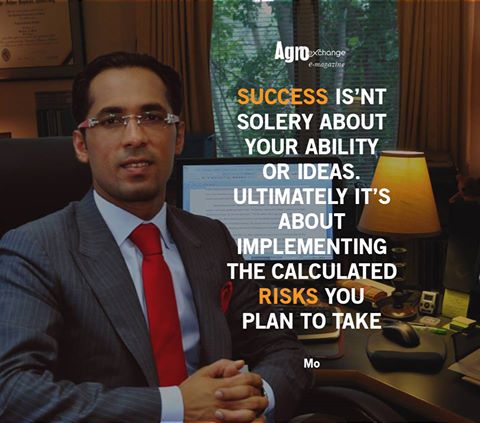 Agro exchange
e-magazine
SUCCESS IS'NT
SOLERY ABOUT
YOUR ABILITY
OR IDEAS.
ULTIMATELY IT'S
ABOUT
IMPLEMENTING
THE CALCULATED
RISKS YOU
PLAN TO TAKE
Mo